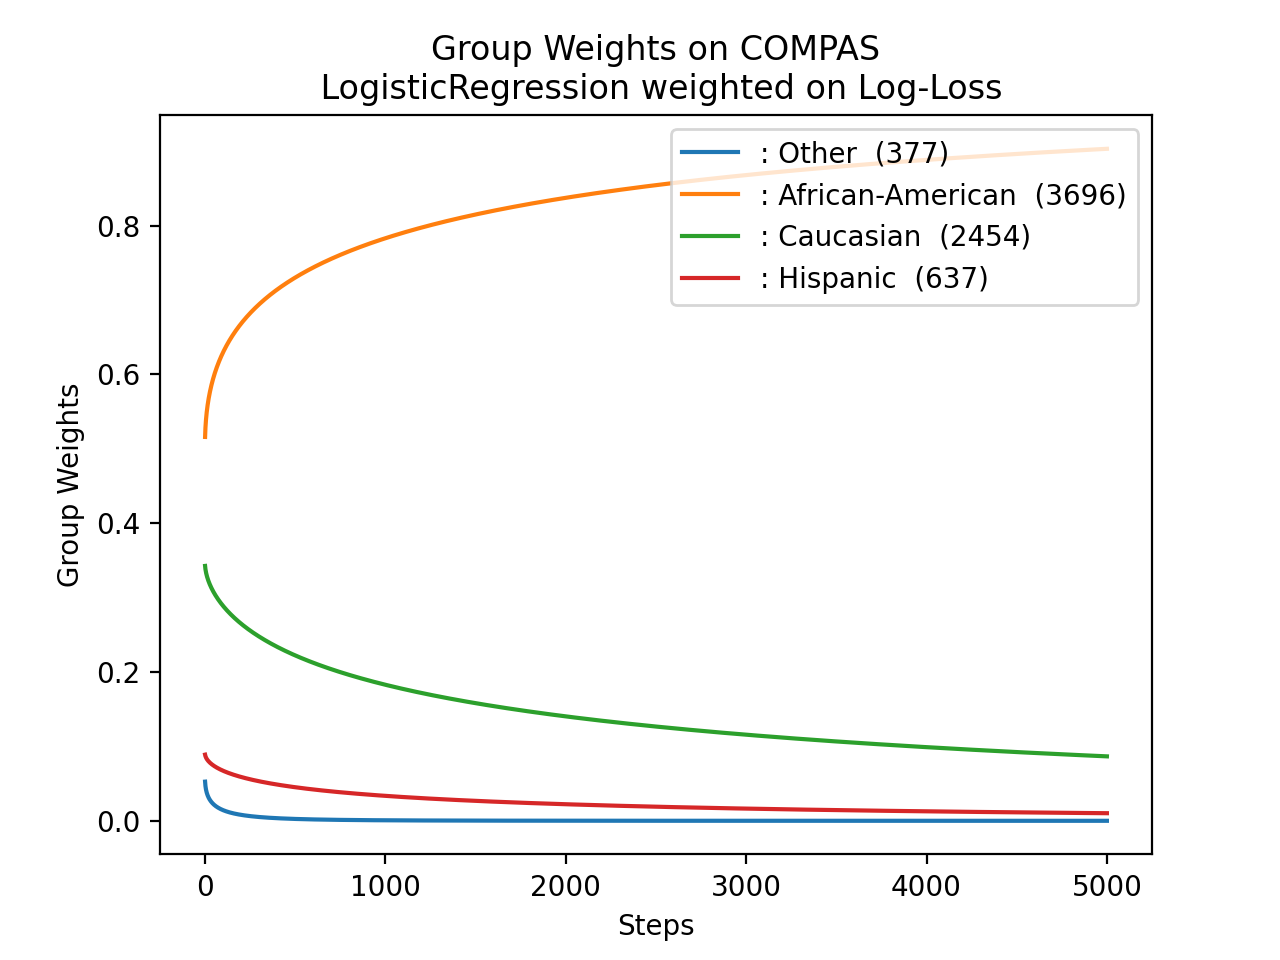 Group Weights on COMPAS
LogisticRegression weighted on Log-Loss
: Other (377)
: African-American (3696)
: Caucasian (2454)
: Hispanic (637)
Group Weights
0.8
0.6
0.4
0.2
0.0
0 1000 2000 3000 4000 5000
Steps